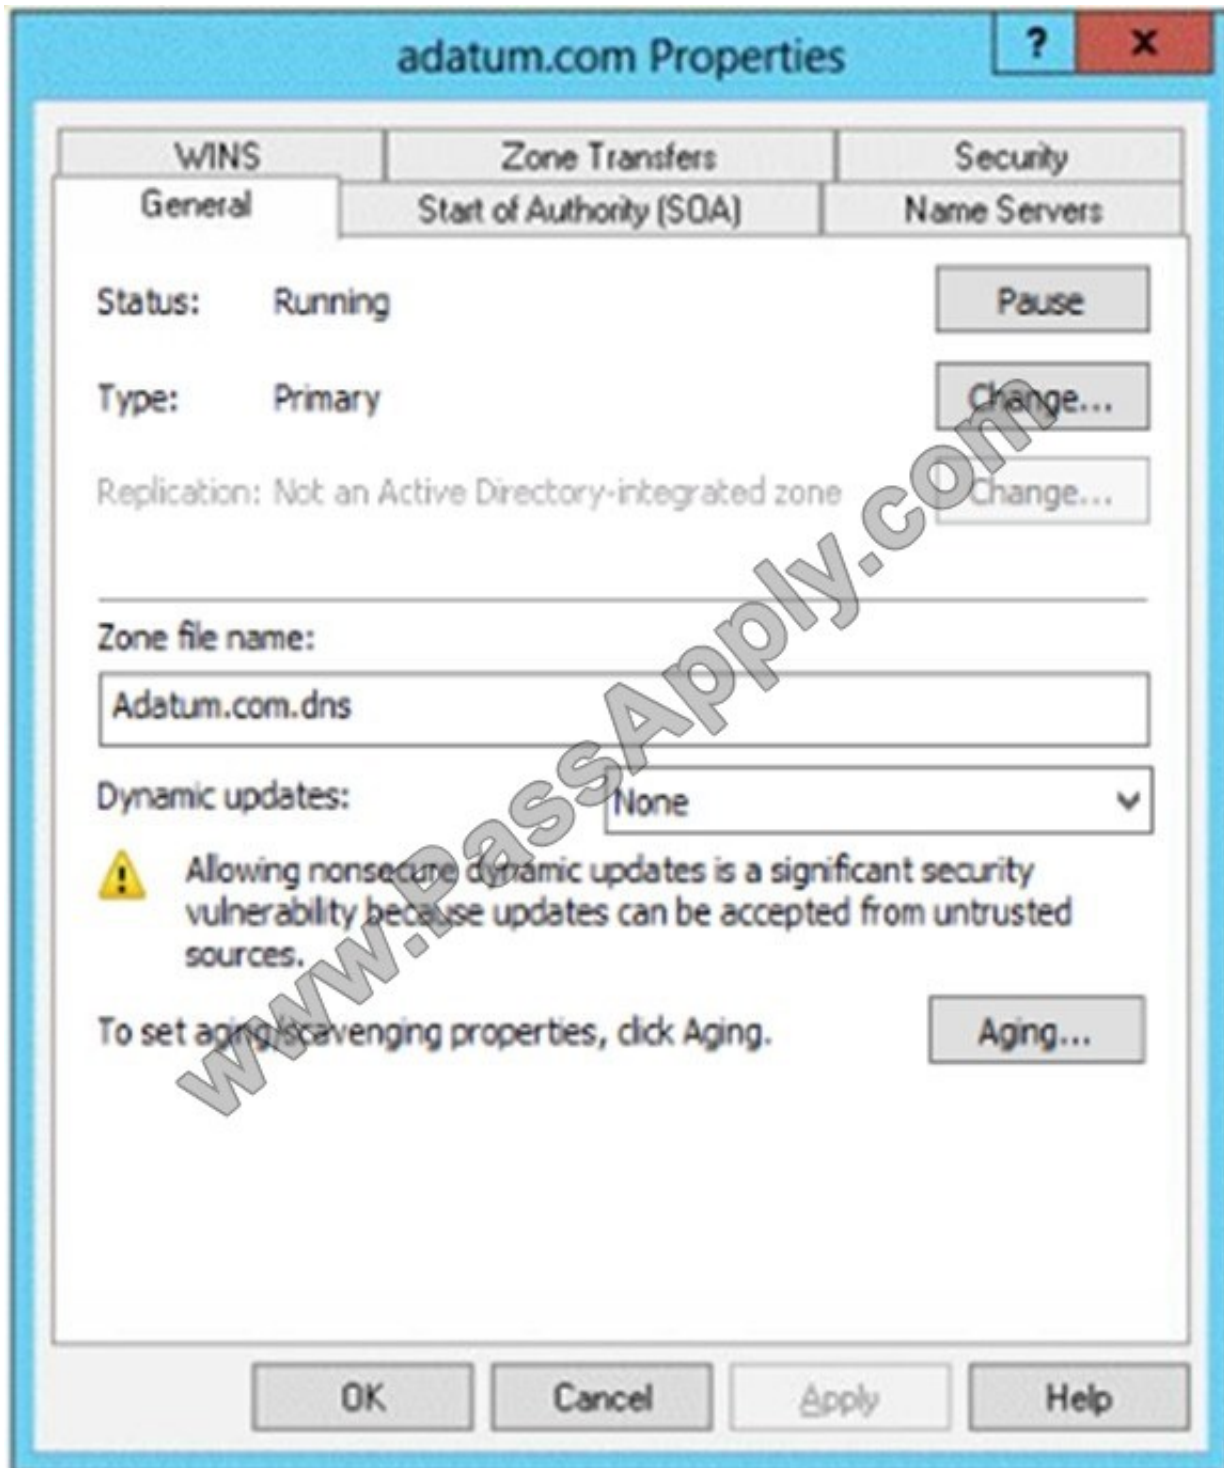 adatum.com Properties
?
x
WINS
Zone Transfers
Security
General
Start of Authority (SOA)
Name Servers
Status: Running
Pause
Type: Primary
Change...
Replication: Not an Active Directory-integrated zone
Change...
Zone file name:
Adatum.com.dns
Dynamic updates: None
Allowing nonsecure dynamic updates is a significant security
vulnerability because updates can be accepted from untrusted
sources.
To set aging/scavenging properties, click Aging.
Aging...
OK
Cancel
Apply
Help
www.PassApply.com